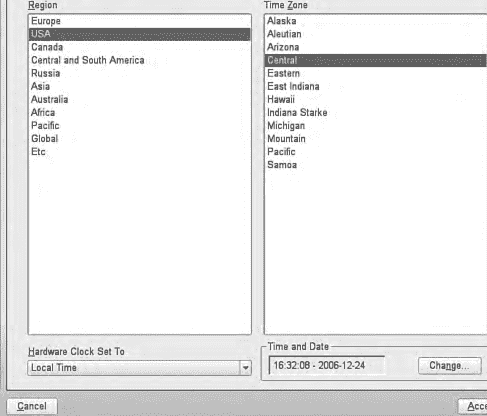 Region
Europe
USA
Canada
Central and South America
Russia
Asia
Australia
Africa
Pacific
Global
Etc
Time Zone
Alaska
Aleutian
Arizona
Central
Eastern
East Indiana
Hawaii
Indiana Starke
Michigan
Mountain
Pacific
Samoa
Hardware Clock Set To
Local Time
Time and Date
16:32:08 - 2006-12-24
Change...
Cancel
Acce